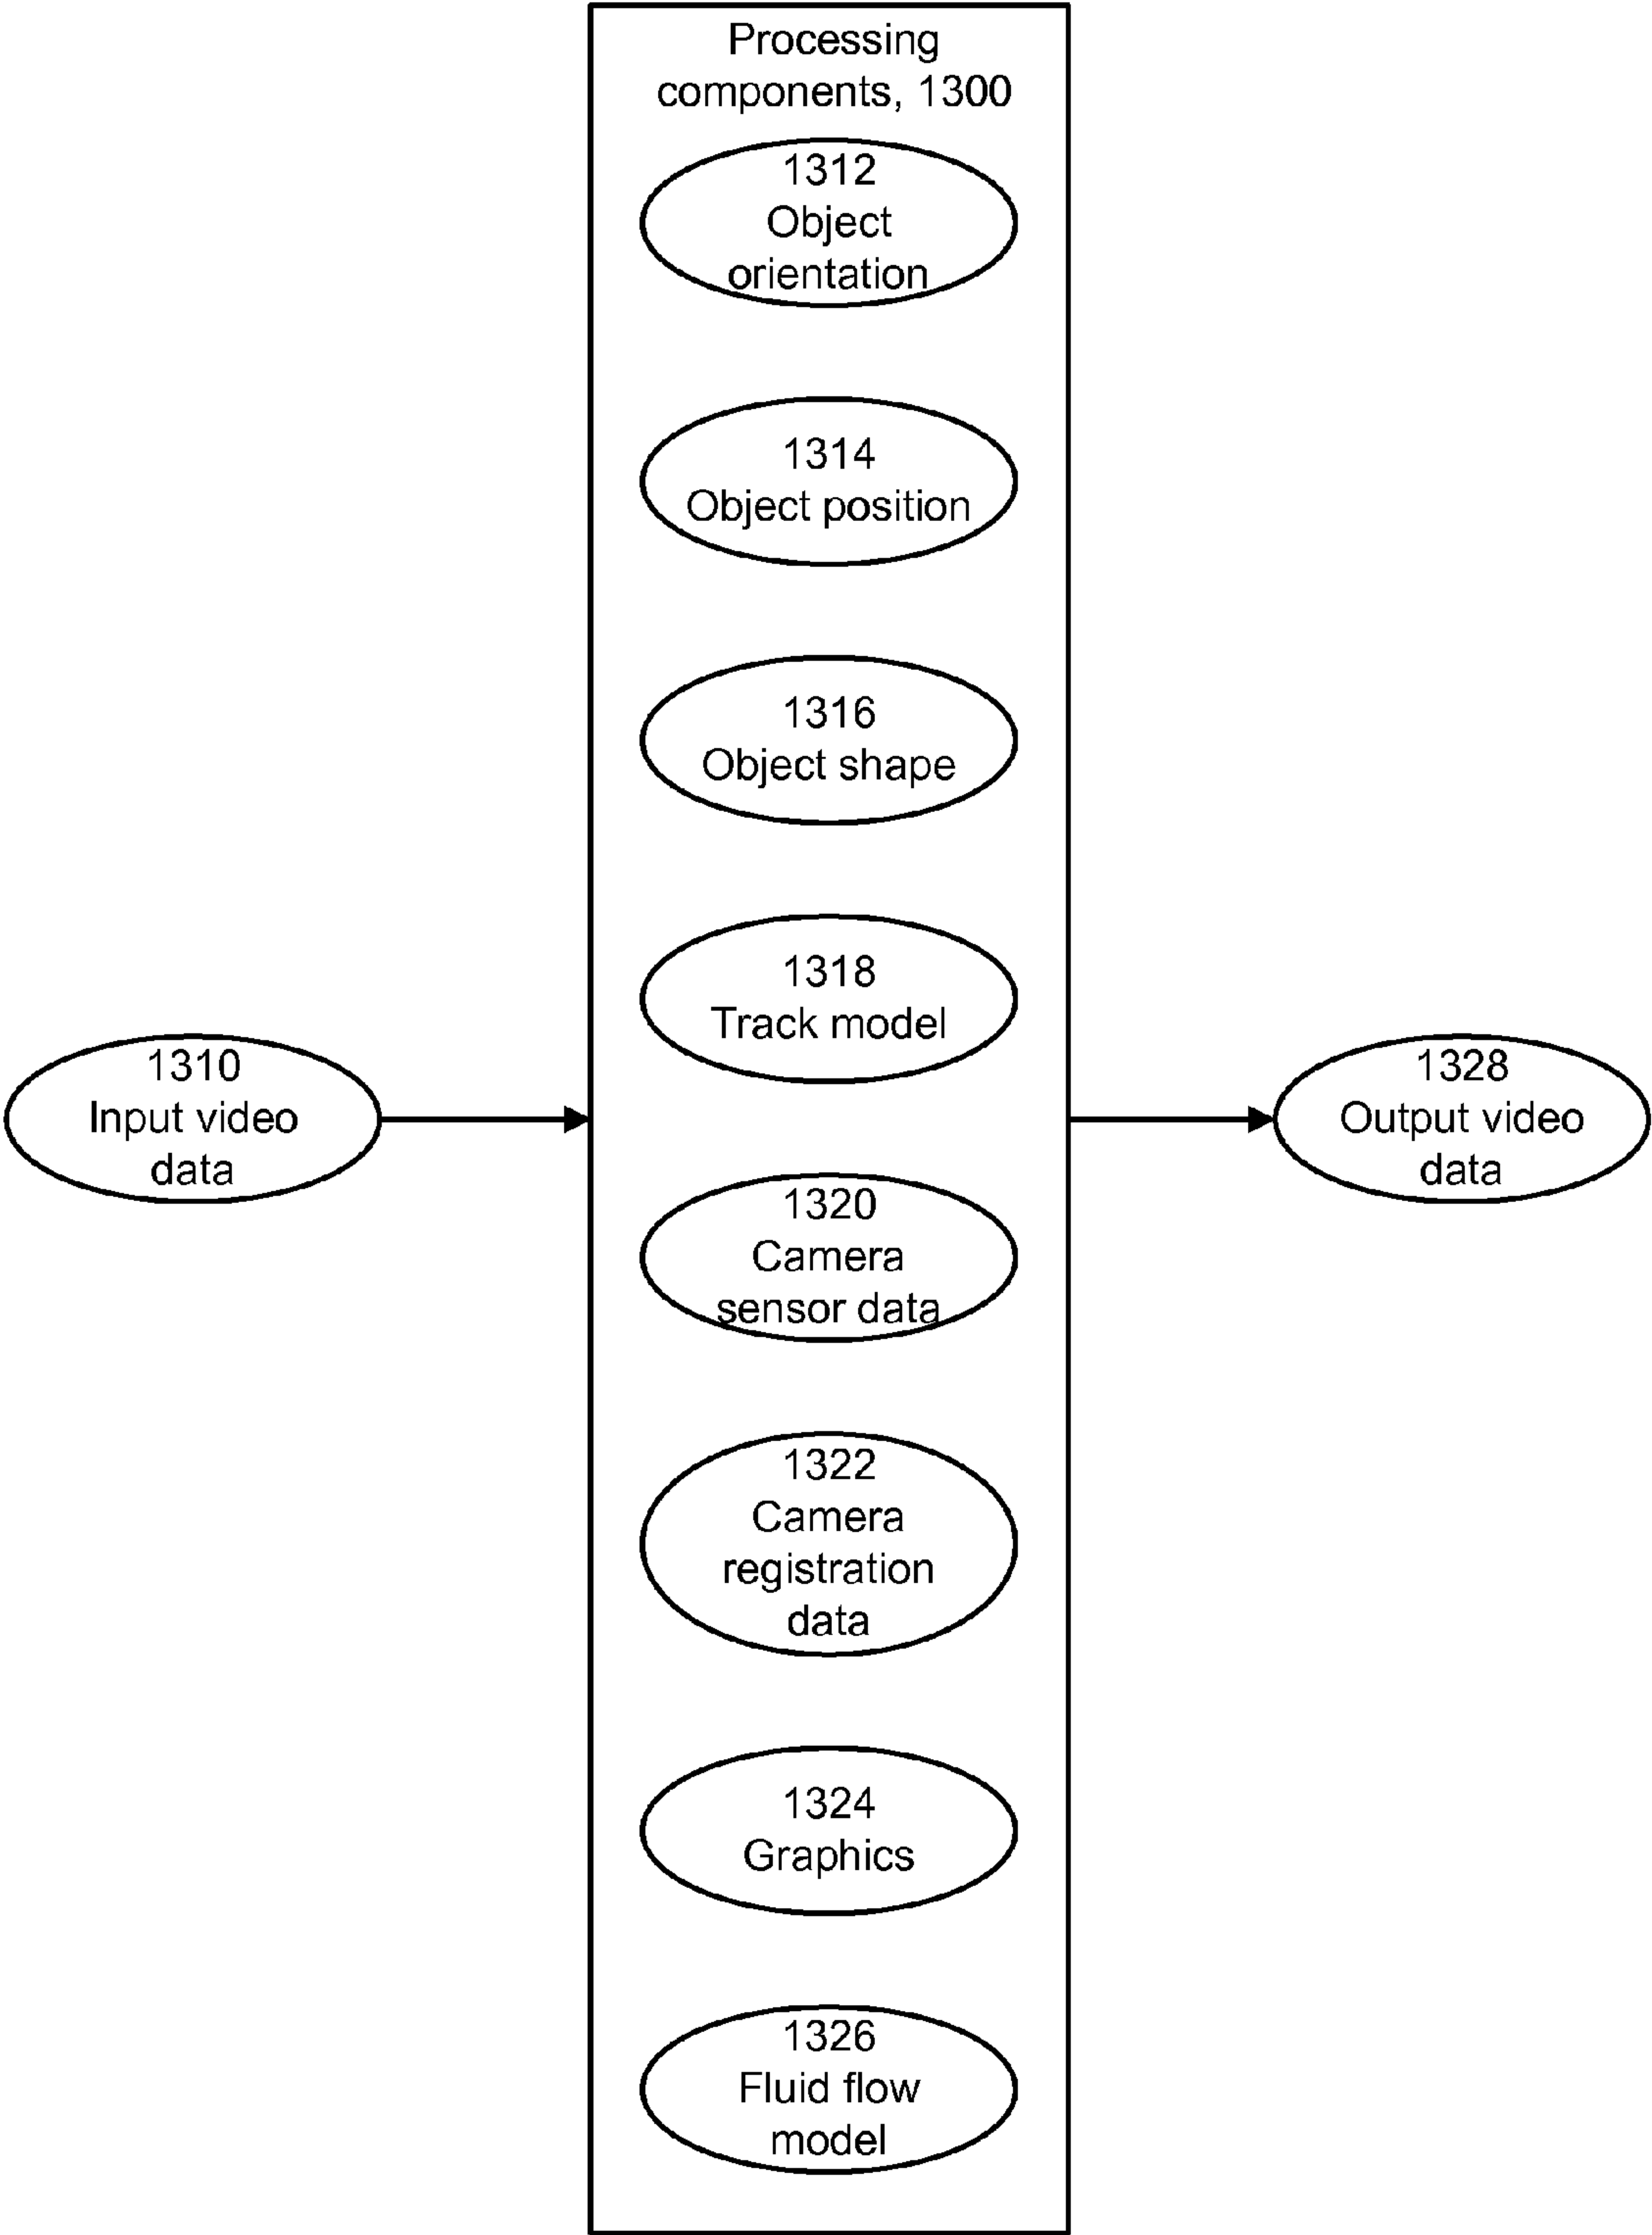 Processing
components, 1300
1312
Object
orientation
1314
Object position
1316
Object shape
1318
Track model
1310
Input video
data
1328
Output video
data
1320
Camera
sensor data
1322
Camera
registration
data
1324
Graphics
1326
Fluid flow
model